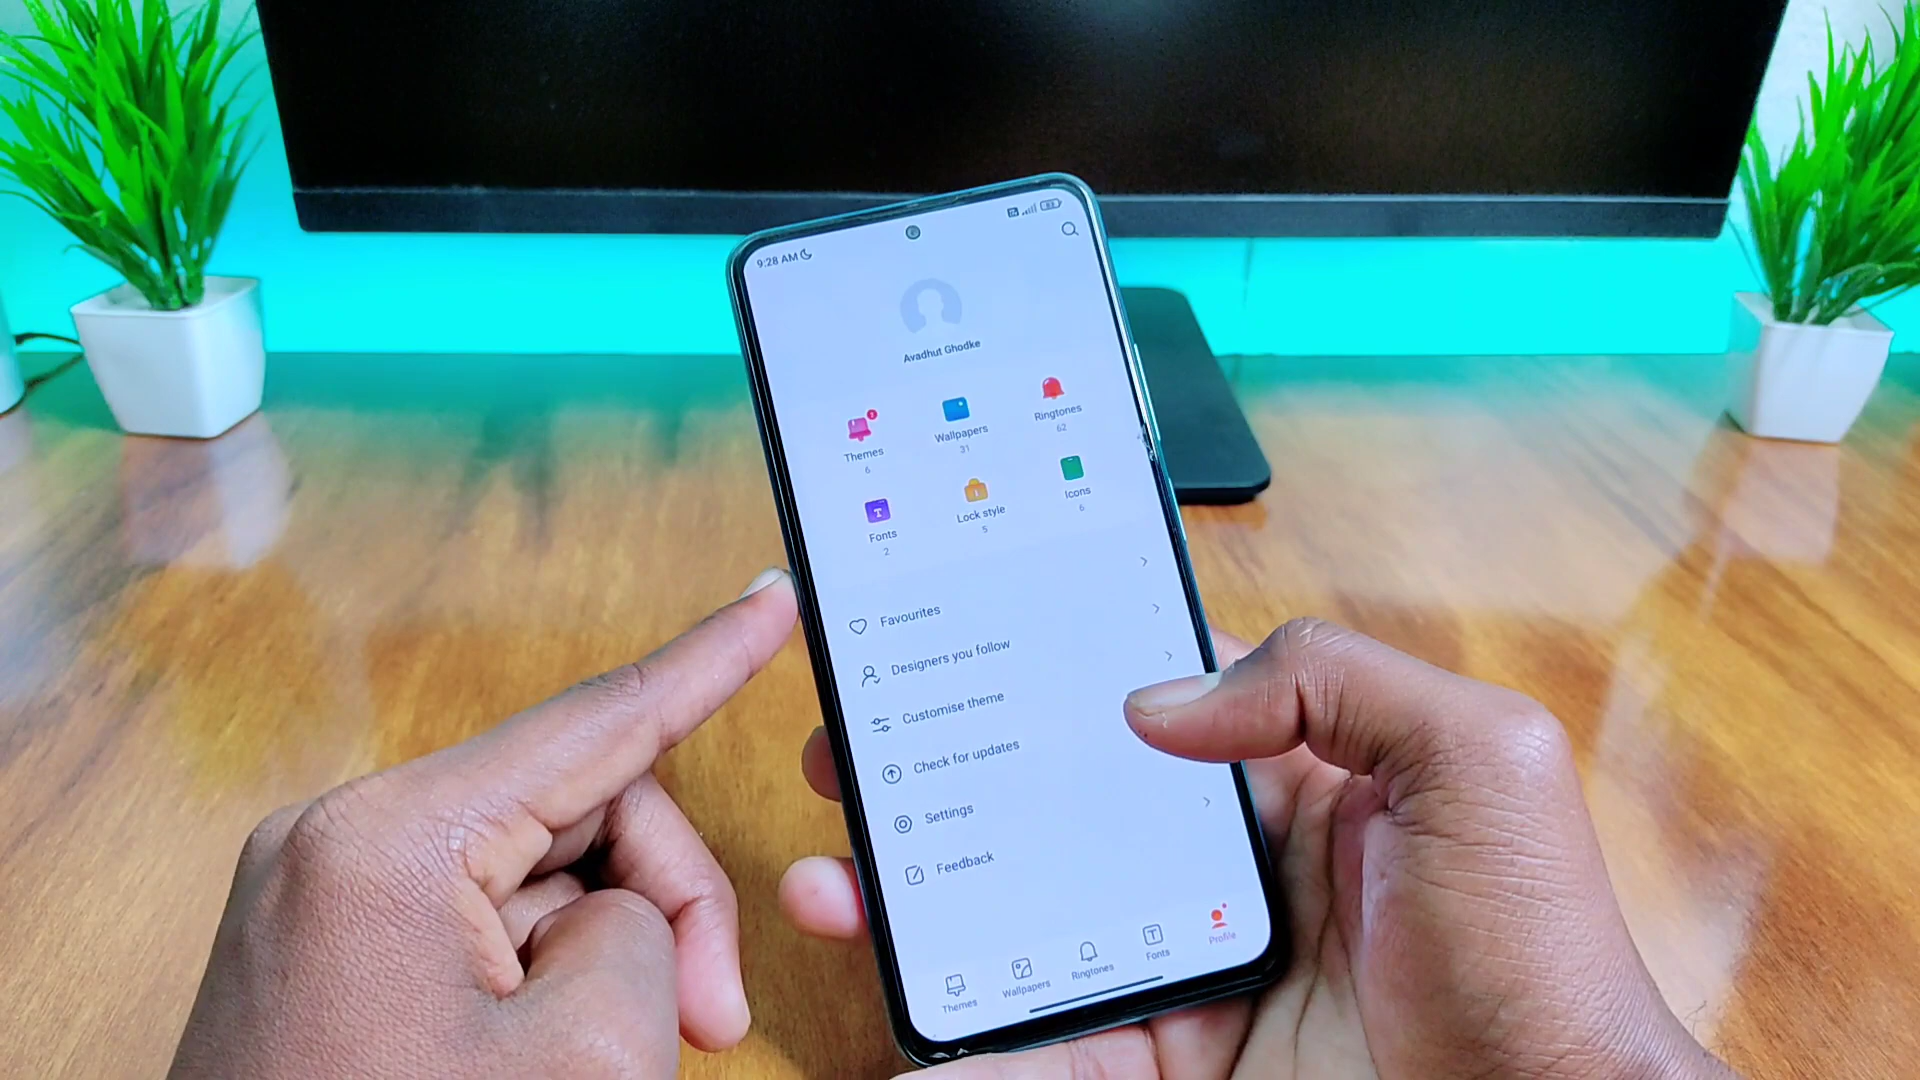 9:28 AM
Avadhut Ghodke
Themes
6
Wallpapers
31
Ringtones
62
Fonts
2
Lock style
5
Icons
6
Favourites
Designers you follow
Customise theme
Check for updates
Settings
Feedback
Themes
Wallpapers
Ringtones
Fonts
Profile